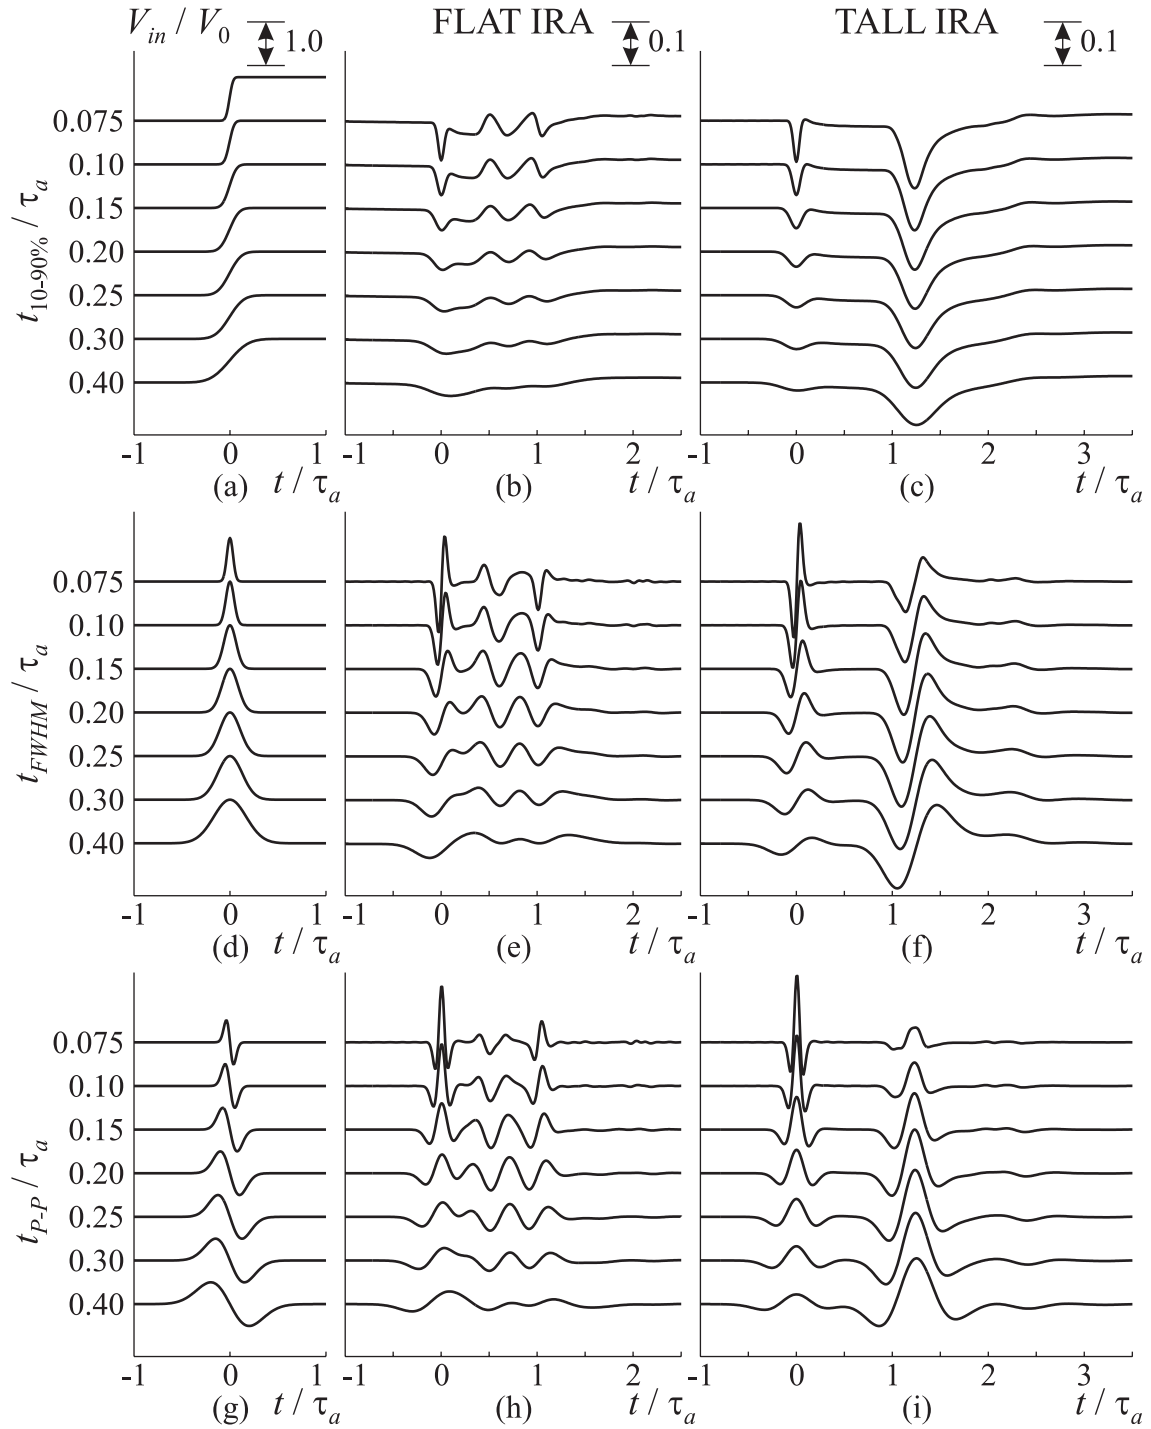 V_in / V_0 1.0 FLAT IRA 0.1 TALL IRA 0.1
t_10-90% / τ_a
0.075
0.10
0.15
0.20
0.25
0.30
0.40
-1 0 1 -1 0 1 2 -1 0 1 2 3
(a) t / τ_a (b) t / τ_a (c) t / τ_a
t_FWHM / τ_a
0.075
0.10
0.15
0.20
0.25
0.30
0.40
-1 0 1 -1 0 1 2 -1 0 1 2 3
(d) t / τ_a (e) t / τ_a (f) t / τ_a
t_P-P / τ_a
0.075
0.10
0.15
0.20
0.25
0.30
0.40
-1 0 1 -1 0 1 2 -1 0 1 2 3
(g) t / τ_a (h) t / τ_a (i) t / τ_a